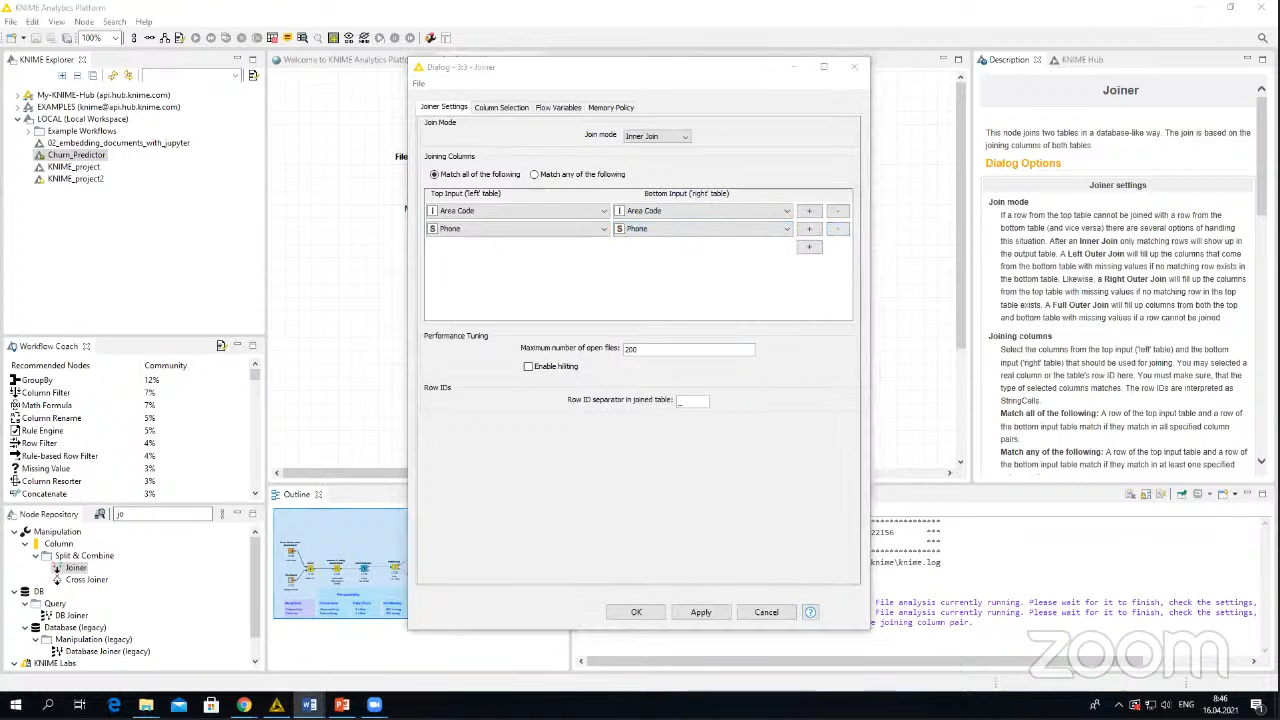 KNIME Analytics Platform
File Edit View Node Search Help
100%
KNIME Explorer
My-KNIME-Hub (knime@api.hub.knime.com)
EXAMPLES (knime@api.hub.knime.com)
LOCAL (Local Workspace)
Example Workflows
02_embedding_documents_with_jupyter
Churn_Predictor
KNIME_project
KNIME_project2
Workflow Coach
Recommended Nodes Community
GroupBy 12%
Column Filter 7%
Math Formula 7%
Column Rename 5%
Rule Engine 5%
Row Filter 4%
Rule-based Row Filter 4%
Missing Value 3%
Column Resorter 3%
Concatenate 3%
Node Repository
jo
Manipulation
Column
Split & Combine
Joiner
Cross Joiner
DB
Query
DB Joiner
Database (legacy)
Manipulation (legacy)
Database Joiner (legacy)
KNIME Labs
Welcome to KNIME Analytics Platf
File
Outline
Dialog - 3:3 - Joiner
File
Joiner Settings Column Selection Flow Variables Memory Policy
Join Mode
Join mode Inner Join
Joining Columns
Match all of the following Match any of the following
Top Input ('left' table) Bottom Input ('right' table)
I Area Code I Area Code + -
S Phone S Phone + -
+
Performance Tuning
Maximum number of open files: 200
Enable hiliting
Row IDs
Row ID separator in joined table: _
OK Apply Cancel ?
Description KNIME Hub
Joiner
This node joins two tables in a database-like way. The join is based on the
joining columns of both tables.
Dialog Options
Joiner settings
Join mode
If a row from the top table cannot be joined with a row from the
bottom table (and vice versa) there are several options of handling
this situation. After an Inner Join only matching rows will show up in
the output table. A Left Outer Join will fill up the columns that come
from the bottom table with missing values if no matching row exists in
the bottom table. Likewise, a Right Outer Join will fill up the columns
from the top table with missing values if no matching row in the top
table exists. A Full Outer Join will fill up columns from both the top
and bottom table with missing values if a row cannot be joined.
Joining columns
Select the columns from the top input ('left' table) and the bottom
input ('right' table) that should be used for joining. You may selected a
real column or the table's row ID here. You must make sure, that the
type of selected columns matches. The row IDs are interpreted as
StringCells.
Match all of the following: A row of the top input table and a row of
the bottom input table match if they match in all specified column
pairs.
Match any of the following: A row of the top input table and a row of
the bottom input table match if they match in at least one specified
***************
22156 ***
***
***************
knime\knime.log
File analysis currently running. Please wait for it to finish, check the settings,
File analysis currently running. Please wait for it to finish, check the settings,
e joining column pair.
zoom
ENG
8:46
16.04.2021